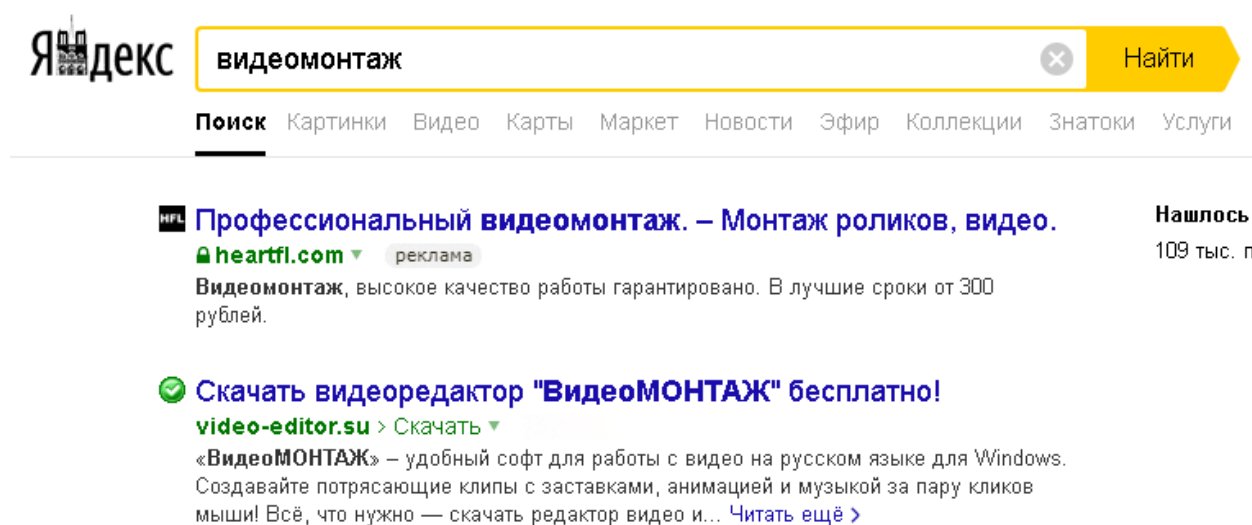 Яндекс
видеомонтаж
Найти
Поиск Картинки Видео Карты Маркет Новости Эфир Коллекции Знатоки Услуги
HFL Профессиональный видеомонтаж. – Монтаж роликов, видео.
heartfl.com реклама
Видеомонтаж, высокое качество работы гарантировано. В лучшие сроки от 300
рублей.
Нашлось
109 тыс. п
Скачать видеоредактор "ВидеоМОНТАЖ" бесплатно!
video-editor.su > Скачать
«ВидеоМОНТАЖ» – удобный софт для работы с видео на русском языке для Windows.
Создавайте потрясающие клипы с заставками, анимацией и музыкой за пару кликов
мыши! Всё, что нужно — скачать редактор видео и... Читать ещё >